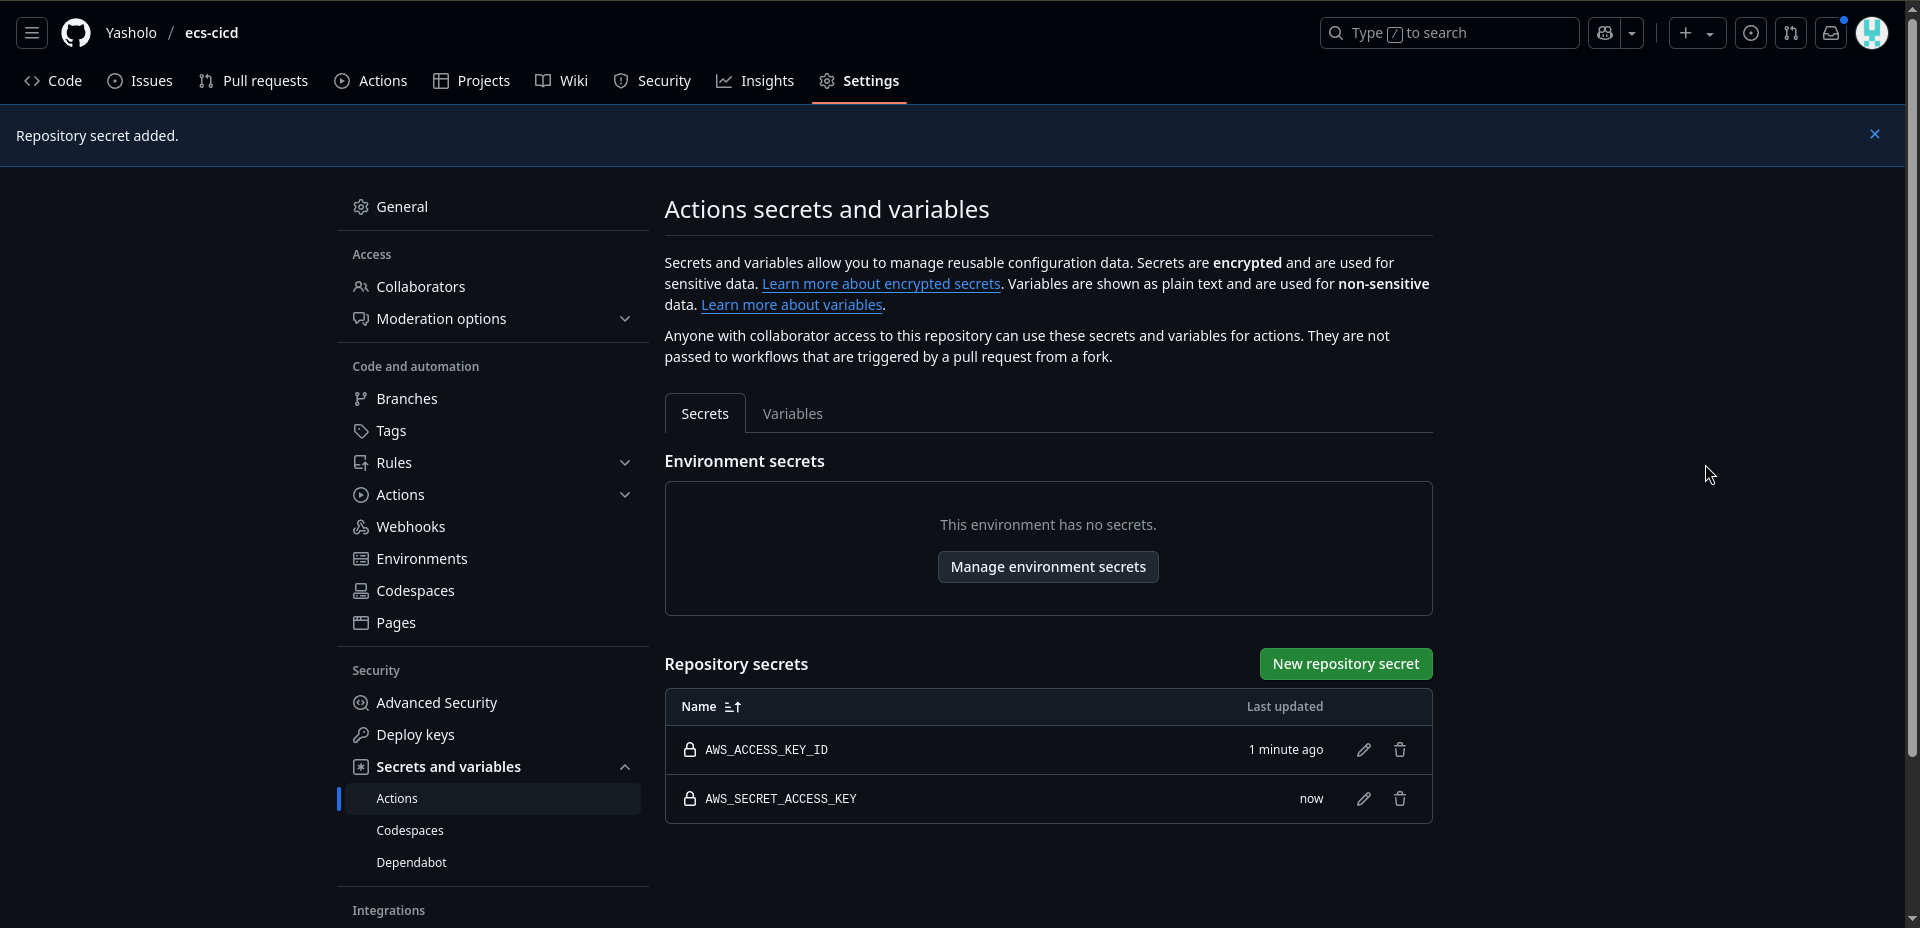 Yasholo / ecs-cicd
Type / to search
Code
Issues
Pull requests
Actions
Projects
Wiki
Security
Insights
Settings
Repository secret added.
General
Access
Collaborators
Moderation options
Code and automation
Branches
Tags
Rules
Actions
Webhooks
Environments
Codespaces
Pages
Security
Advanced Security
Deploy keys
Secrets and variables
Actions
Codespaces
Dependabot
Integrations
Actions secrets and variables
Secrets and variables allow you to manage reusable configuration data. Secrets are encrypted and are used for
sensitive data. Learn more about encrypted secrets. Variables are shown as plain text and are used for non-sensitive
data. Learn more about variables.
Anyone with collaborator access to this repository can use these secrets and variables for actions. They are not
passed to workflows that are triggered by a pull request from a fork.
Secrets
Variables
Environment secrets
This environment has no secrets.
Manage environment secrets
Repository secrets
New repository secret
Name
Last updated
AWS_ACCESS_KEY_ID
1 minute ago
AWS_SECRET_ACCESS_KEY
now